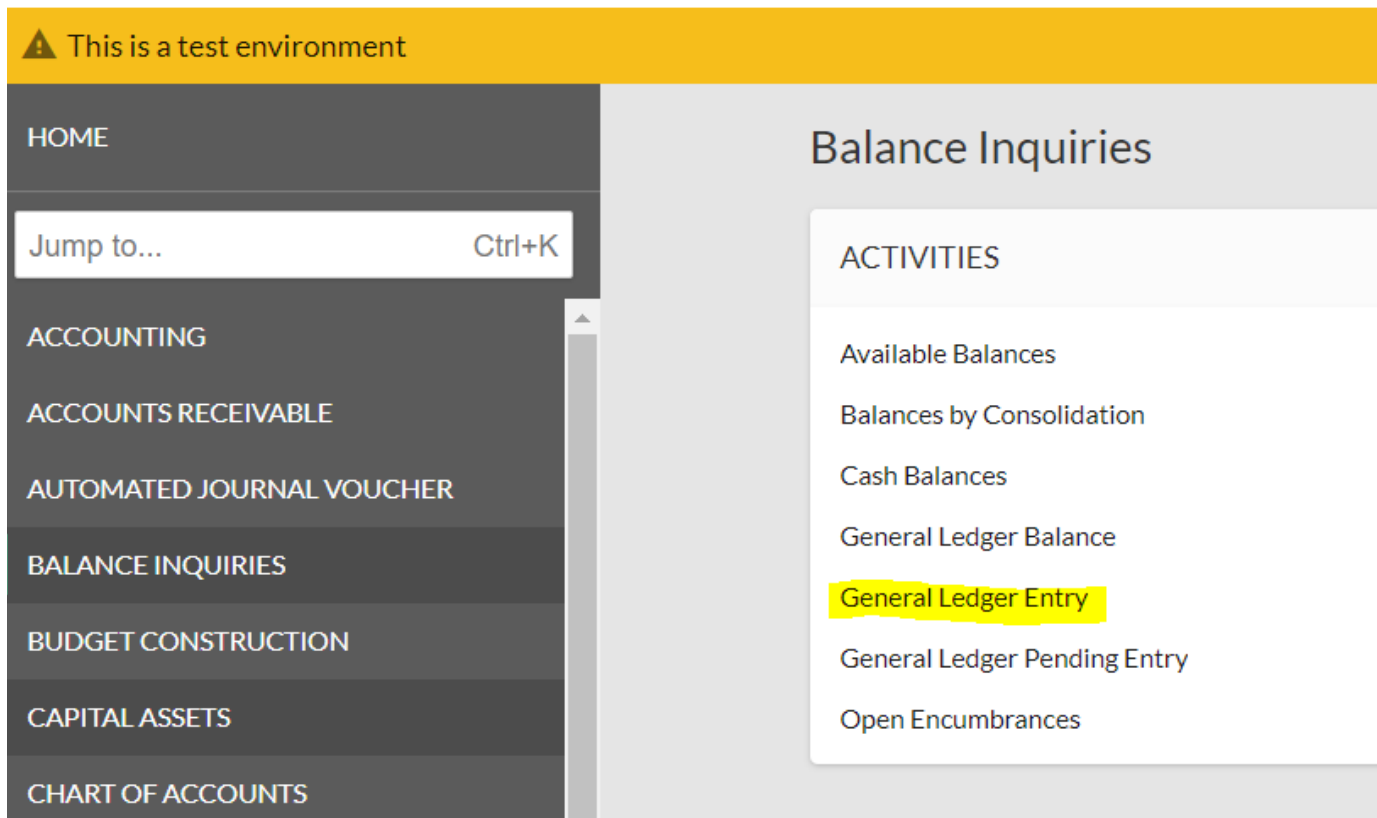 This is a test environment
HOME
Jump to... Ctrl+K
ACCOUNTING
ACCOUNTS RECEIVABLE
AUTOMATED JOURNAL VOUCHER
BALANCE INQUIRIES
BUDGET CONSTRUCTION
CAPITAL ASSETS
CHART OF ACCOUNTS
Balance Inquiries
ACTIVITIES
Available Balances
Balances by Consolidation
Cash Balances
General Ledger Balance
General Ledger Entry
General Ledger Pending Entry
Open Encumbrances